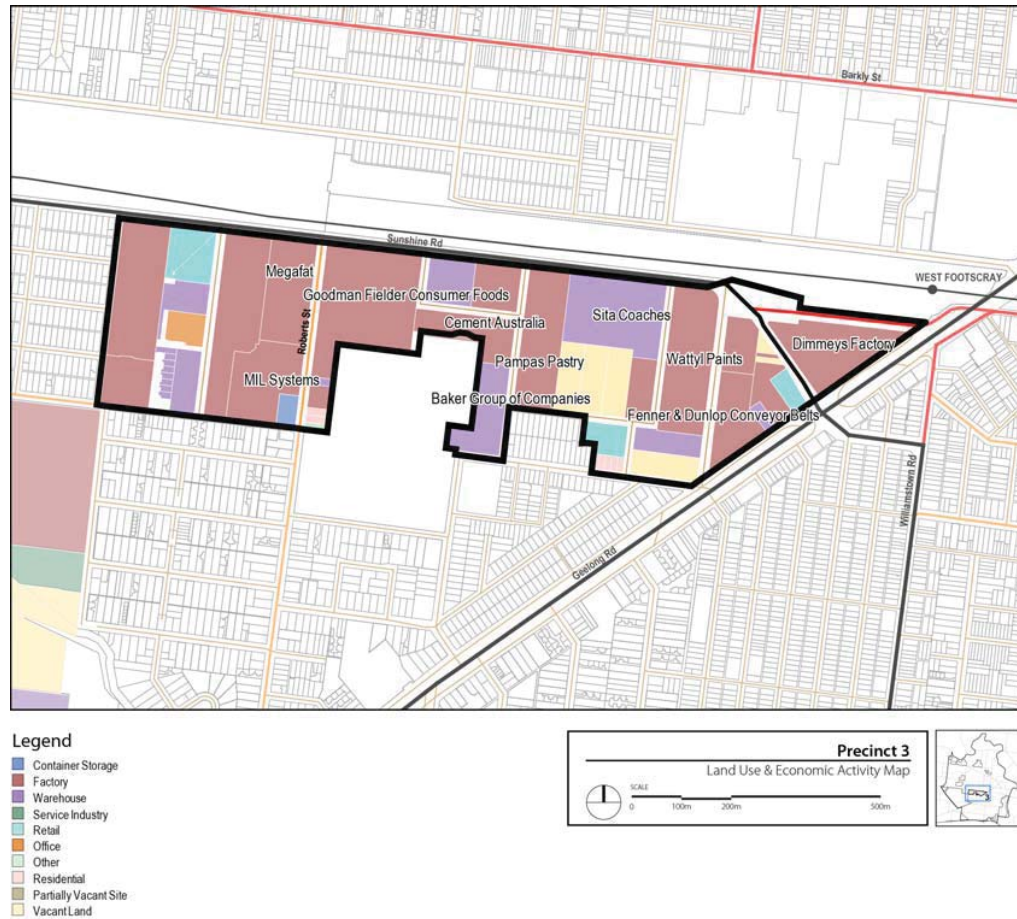 Barkly St
Sunshine Rd
WEST FOOTSCRAY
Megafat
Goodman Fielder Consumer Foods
Roberts St
Cement Australia
Sita Coaches
Dimmeys Factory
Pampas Pastry
Wattyl Paints
MIL Systems
Baker Group of Companies
Fenner & Dunlop Conveyor Belts
Williamstown Rd
Geelong Rd
Legend
Container Storage
Factory
Warehouse
Service Industry
Retail
Office
Other
Residential
Partially Vacant Site
Vacant Land
Precinct 3
Land Use & Economic Activity Map
SCALE
0 100m 200m 500m